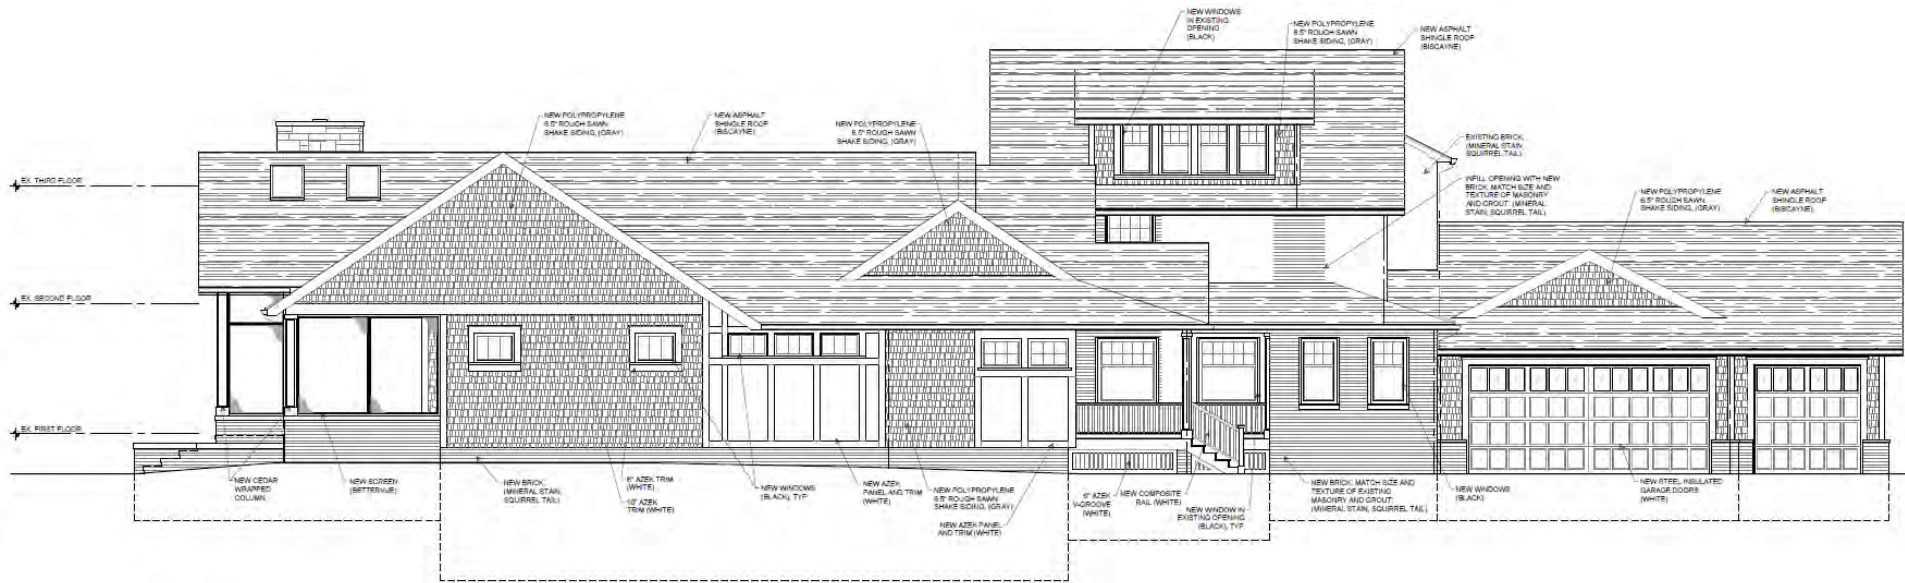 NEW WINDOWS
IN EXISTING
OPENING
(BLACK)
NEW POLYPROPYLENE
6.5" ROUGH SAWN
SHAKE SIDING, (GRAY)
NEW ASPHALT
SHINGLE ROOF
(BISCAYNE)
NEW POLYPROPYLENE
6.5" ROUGH SAWN
SHAKE SIDING, (GRAY)
NEW ASPHALT
SHINGLE ROOF
(BISCAYNE)
NEW POLYPROPYLENE
6.5" ROUGH SAWN
SHAKE SIDING, (GRAY)
EXISTING BRICK,
(MINERAL STAIN,
SQUIRREL TAIL)
INFILL OPENING WITH NEW
BRICK, MATCH SIZE AND
TEXTURE OF MASONRY
AND GROUT: (MINERAL
STAIN, SQUIRREL TAIL)
NEW POLYPROPYLENE
6.5" ROUGH SAWN
SHAKE SIDING, (GRAY)
NEW ASPHALT
SHINGLE ROOF
(BISCAYNE)
EX. THIRD FLOOR
EX. SECOND FLOOR
EX. FIRST FLOOR
NEW CEDAR
WRAPPED
COLUMN
NEW SCREEN
(BETTERVUE)
NEW BRICK,
(MINERAL STAIN,
SQUIRREL TAIL)
6" AZEK TRIM
(WHITE)
10" AZEK
TRIM (WHITE)
NEW WINDOWS
(BLACK), TYP
NEW AZEK
PANEL AND TRIM
(WHITE)
NEW POLYPROPYLENE
6.5" ROUGH SAWN
SHAKE SIDING, (GRAY)
NEW AZEK PANEL
AND TRIM (WHITE)
6" AZEK
V-GROOVE
(WHITE)
NEW COMPOSITE
RAIL (WHITE)
NEW WINDOW IN
EXISTING OPENING
(BLACK), TYP
NEW BRICK, MATCH SIZE AND
TEXTURE OF EXISTING
MASONRY AND GROUT:
(MINERAL STAIN, SQUIRREL TAIL)
NEW WINDOWS
(BLACK)
NEW STEEL INSULATED
GARAGE DOORS
(WHITE)